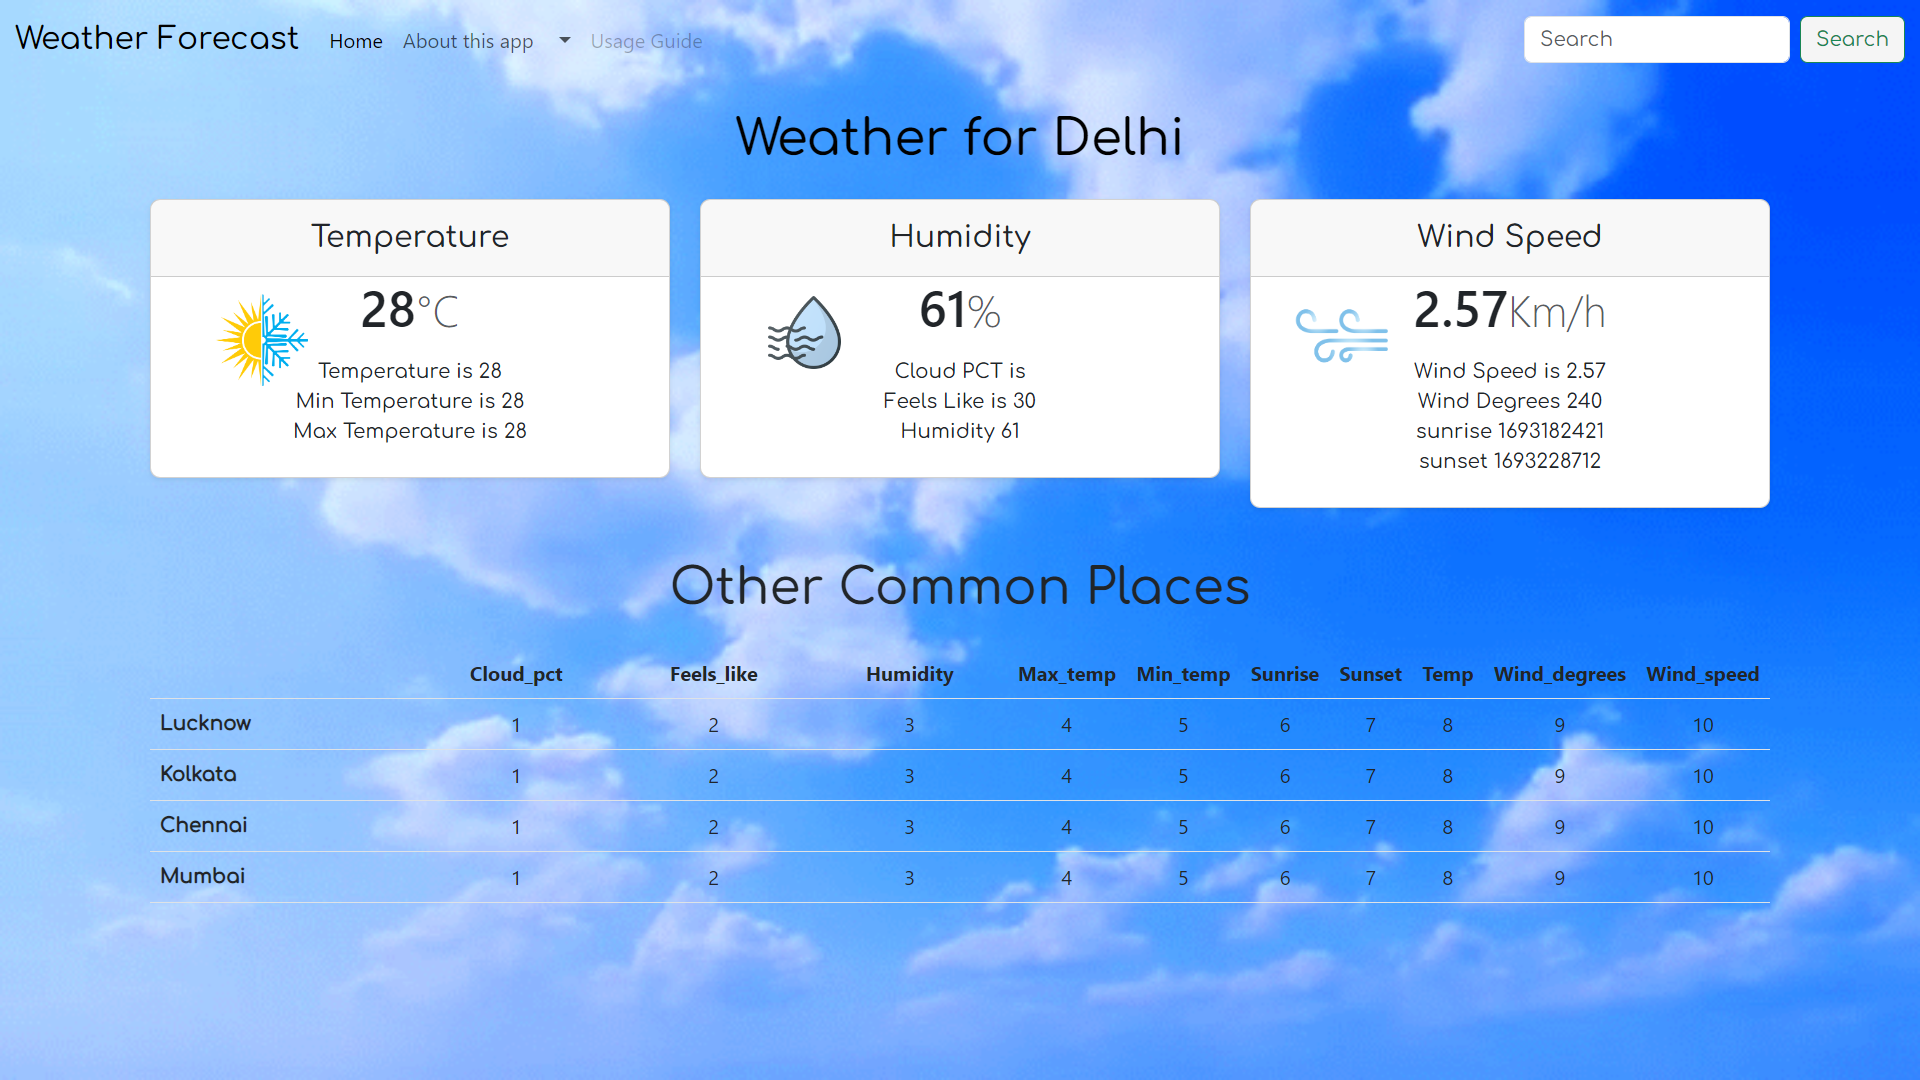 Weather Forecast Home About this app Usage Guide Search Search
Weather for Delhi
Temperature
28°C
Temperature is 28
Min Temperature is 28
Max Temperature is 28
Humidity
61%
Cloud PCT is
Feels Like is 30
Humidity 61
Wind Speed
2.57Km/h
Wind Speed is 2.57
Wind Degrees 240
sunrise 1693182421
sunset 1693228712
Other Common Places
Cloud_pct Feels_like Humidity Max_temp Min_temp Sunrise Sunset Temp Wind_degrees Wind_speed
Lucknow 1 2 3 4 5 6 7 8 9 10
Kolkata 1 2 3 4 5 6 7 8 9 10
Chennai 1 2 3 4 5 6 7 8 9 10
Mumbai 1 2 3 4 5 6 7 8 9 10